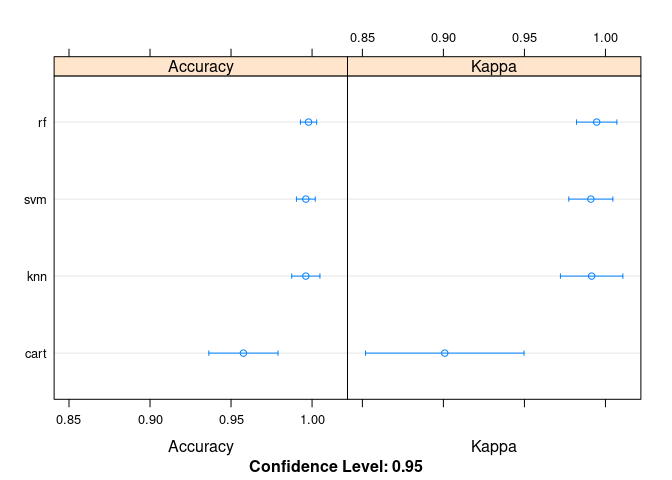 0.85 0.90 0.95 1.00
Accuracy Kappa
rf
svm
knn
cart
0.85 0.90 0.95 1.00
Accuracy Kappa
Confidence Level: 0.95